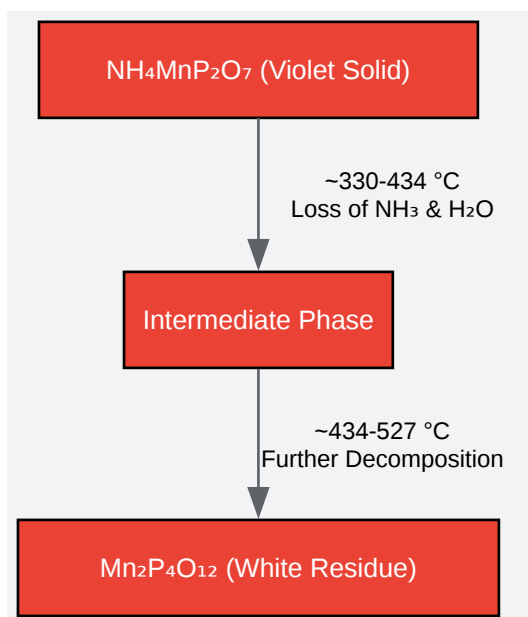 NH₄MnP₂O₇ (Violet Solid)
~330-434 °C
Loss of NH₃ & H₂O
Intermediate Phase
~434-527 °C
Further Decomposition
Mn₂P₄O₁₂ (White Residue)